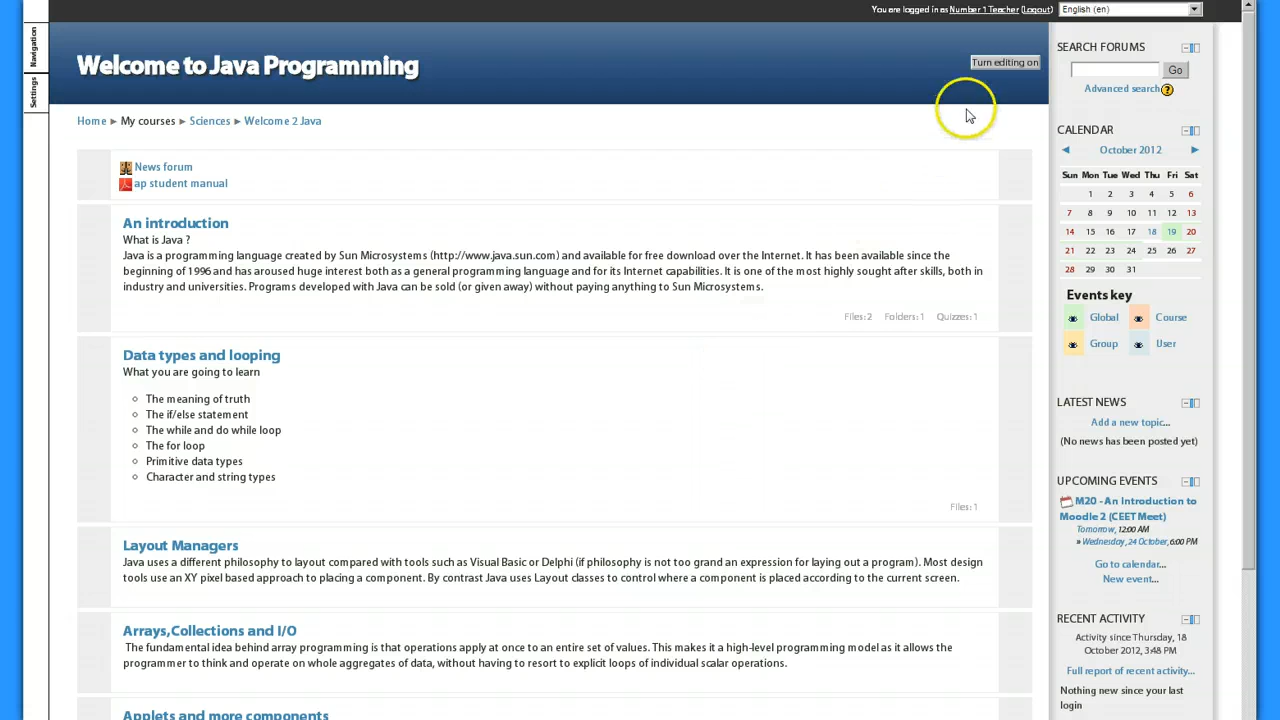 You are logged in as Number 1 Teacher (Logout)
English (en)
Navigation
Settings
Welcome to Java Programming
Turn editing on
Home ► My courses ► Sciences ► Welcome 2 Java
News forum
ap student manual
An introduction
What is Java ?
Java is a programming language created by Sun Microsystems (http://www.java.sun.com) and available for free download over the Internet. It has been available since the
beginning of 1996 and has aroused huge interest both as a general programming language and for its Internet capabilities. It is one of the most highly sought after skills, both in
industry and universities. Programs developed with Java can be sold (or given away) without paying anything to Sun Microsystems.
Files: 2 Folders: 1 Quizzes: 1
Data types and looping
What you are going to learn
The meaning of truth
The if/else statement
The while and do while loop
The for loop
Primitive data types
Character and string types
Files: 1
Layout Managers
Java uses a different philosophy to layout compared with tools such as Visual Basic or Delphi (if philosophy is not too grand an expression for laying out a program). Most design
tools use an XY pixel based approach to placing a component. By contrast Java uses Layout classes to control where a component is placed according to the current screen.
Arrays,Collections and I/O
The fundamental idea behind array programming is that operations apply at once to an entire set of values. This makes it a high-level programming model as it allows the
programmer to think and operate on whole aggregates of data, without having to resort to explicit loops of individual scalar operations.
Applets and more components
SEARCH FORUMS
Go
Advanced search
CALENDAR
◄ October 2012 ►
Sun Mon Tue Wed Thu Fri Sat
1 2 3 4 5 6
7 8 9 10 11 12 13
14 15 16 17 18 19 20
21 22 23 24 25 26 27
28 29 30 31
Events key
Global Course
Group User
LATEST NEWS
Add a new topic...
(No news has been posted yet)
UPCOMING EVENTS
M20 - An Introduction to
Moodle 2 (CEET Meet)
Tomorrow, 12:00 AM
» Wednesday, 24 October, 6:00 PM
Go to calendar...
New event...
RECENT ACTIVITY
Activity since Thursday, 18
October 2012, 3:48 PM
Full report of recent activity...
Nothing new since your last
login